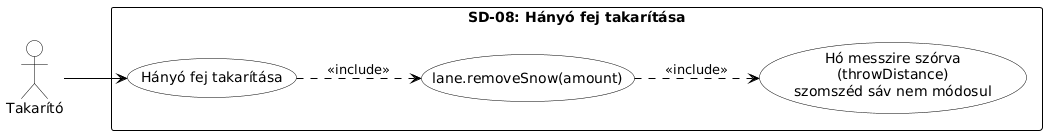 SD-08: Hányó fej takarítása
Takarító
Hányó fej takarítása
«include»
lane.removeSnow(amount)
«include»
Hó messzire szórva
(throwDistance)
szomszéd sáv nem módosul